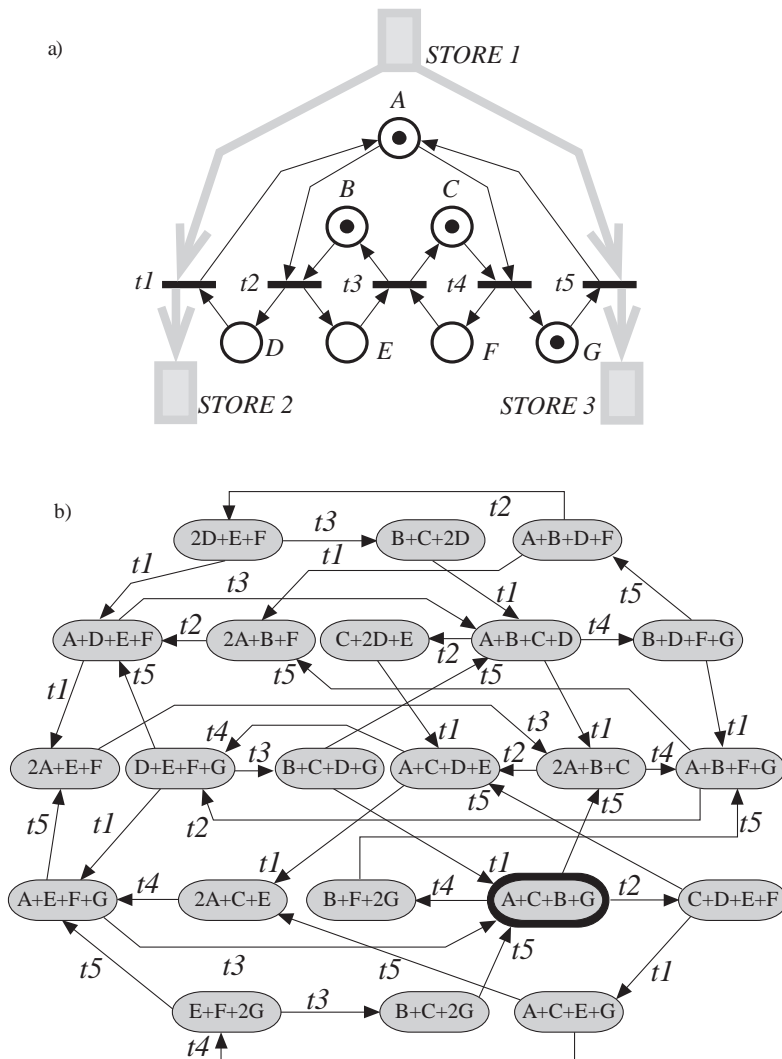 a)
STORE 1
A
B
C
t1
t2
t3
t4
t5
D
E
F
G
STORE 2
STORE 3
b)
t2
2D+E+F
t3
B+C+2D
A+B+D+F
t1
t1
t3
t1
t5
A+D+E+F
t2
2A+B+F
C+2D+E
t2
A+B+C+D
t4
B+D+F+G
t1
t5
t5
t5
t4
t1
t3
t1
t1
2A+E+F
D+E+F+G
t3
B+C+D+G
A+C+D+E
t2
2A+B+C
t4
A+B+F+G
t5
t1
t2
t5
t5
t5
t1
t1
A+E+F+G
t4
2A+C+E
B+F+2G
t4
A+C+B+G
t2
C+D+E+F
t5
t3
t5
t5
t1
E+F+2G
t3
B+C+2G
A+C+E+G
t4